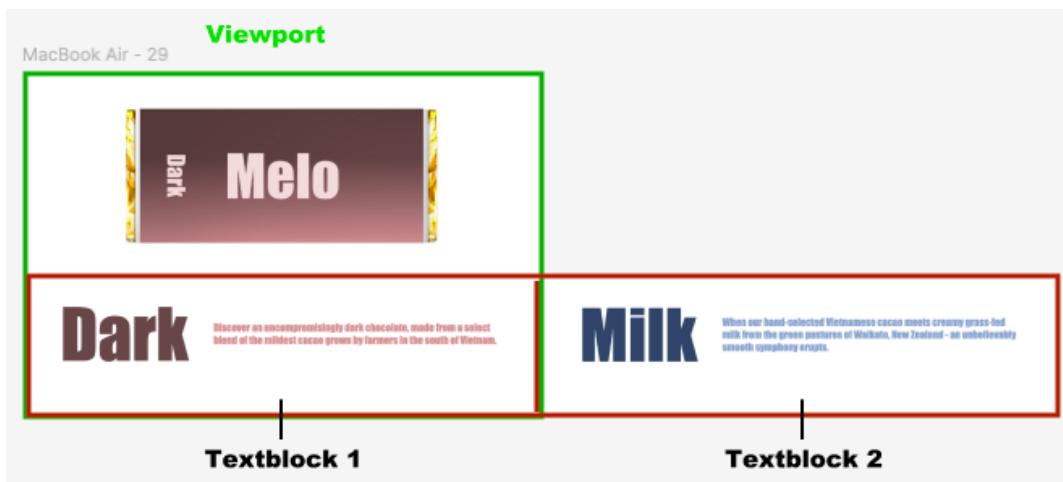 Viewport
MacBook Air - 29
Dark
Melo
Dark
Discover an uncompromisingly dark chocolate, made from a select
blend of the mildest cacao grown by farmers in the south of Vietnam.
Milk
When our hand-selected Vietnamese cacao meets creamy grass-fed
milk from the green pastures of Waikato, New Zealand - an unbelievably
smooth symphony erupts.
Textblock 1
Textblock 2